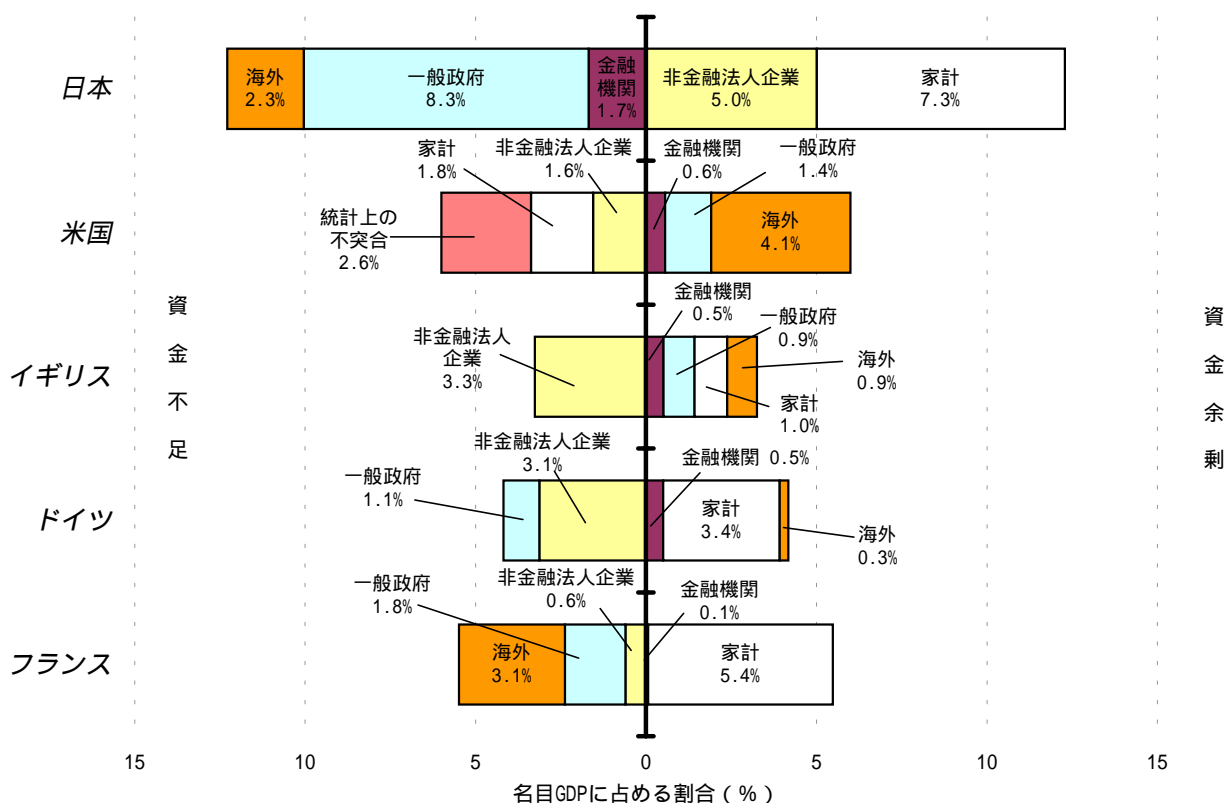 日本
海外
2.3%
一般政府
8.3%
金融
機関
1.7%
非金融法人企業
5.0%
家計
7.3%
米国
統計上の
不突合
2.6%
家計
1.8%
非金融法人企業
1.6%
金融機関
0.6%
一般政府
1.4%
海外
4.1%
資金不足
資金余剰
イギリス
非金融法人
企業
3.3%
金融機関
0.5%
一般政府
0.9%
家計
1.0%
海外
0.9%
ドイツ
一般政府
1.1%
非金融法人企業
3.1%
金融機関 0.5%
家計
3.4%
海外
0.3%
フランス
海外
3.1%
一般政府
1.8%
非金融法人企業
0.6%
金融機関
0.1%
家計
5.4%
15 10 5 0 5 10 15
名目GDPに占める割合(%)